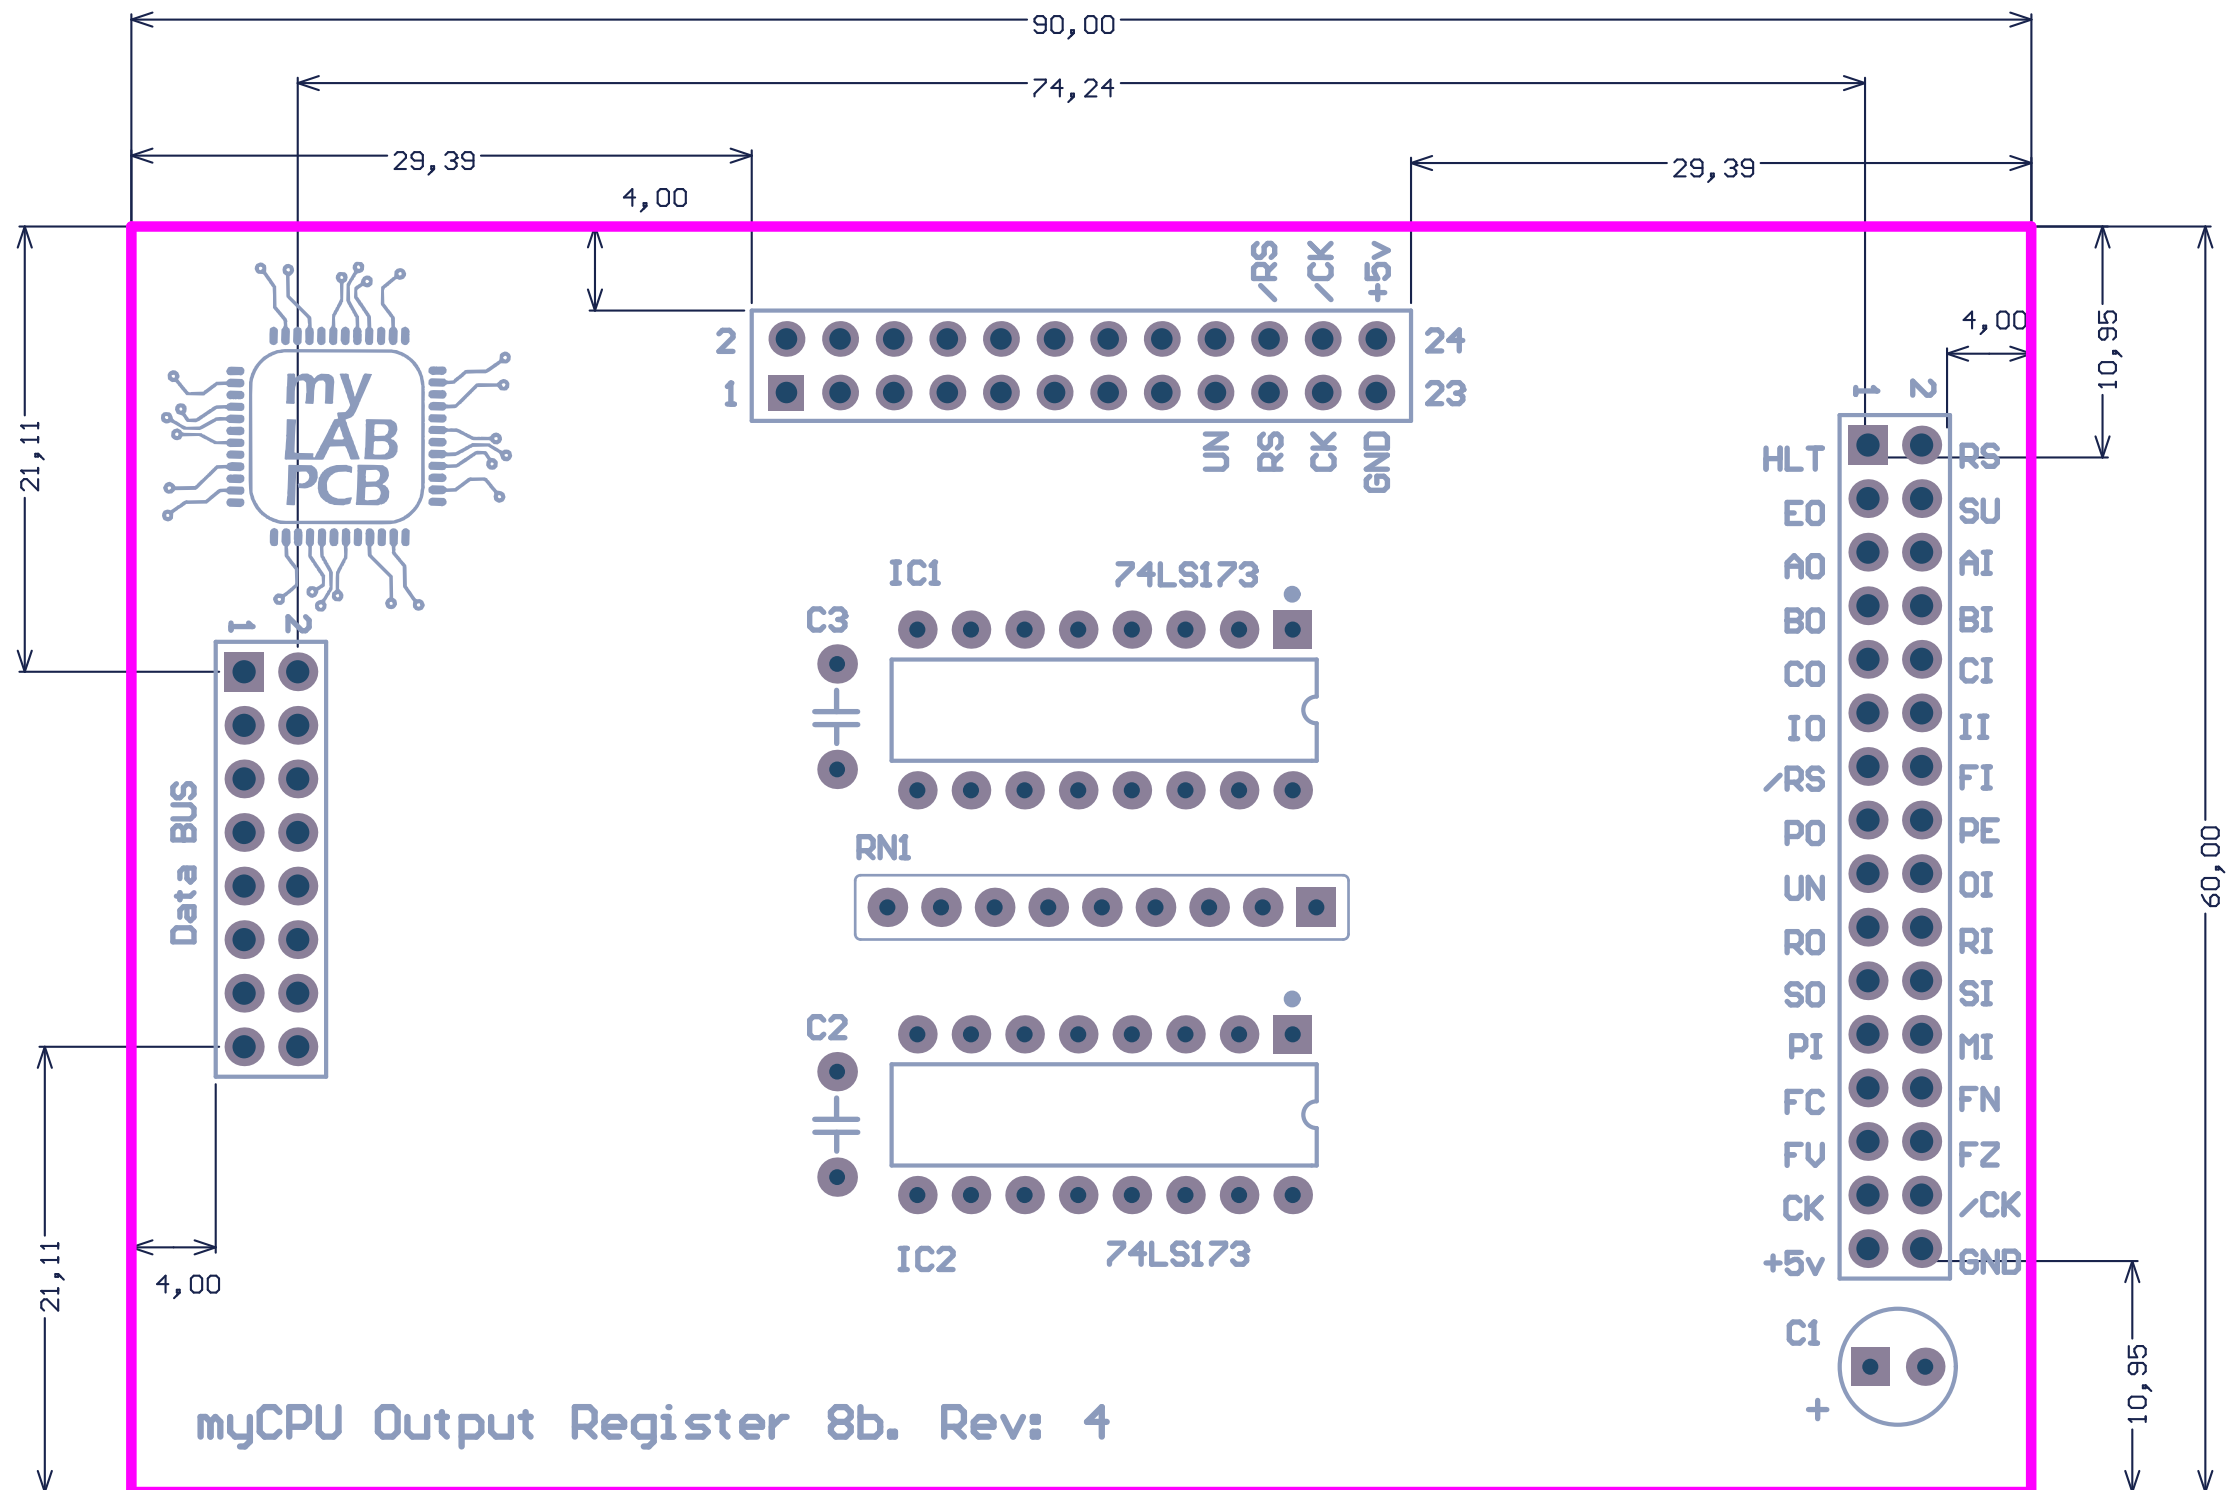 90,00
74,24
29,39
29,39
4,00
/RS
/CK
+5v
2
24
4,00
10,95
my
LAB
PCB
1
23
1
2
21,11
UN
RS
CK
GND
HLT RS
EO SU
IC1
74LS173
AO AI
C3
BO BI
1
2
CO CI
IO II
/RS FI
Data BUS
PO PE
RN1
60,00
UN OI
RO RI
SO SI
C2
PI MI
FC FN
FV FZ
CK /CK
21,11
4,00
IC2
74LS173
+5v GND
C1
10,95
+
myCPU Output Register 8b. Rev: 4